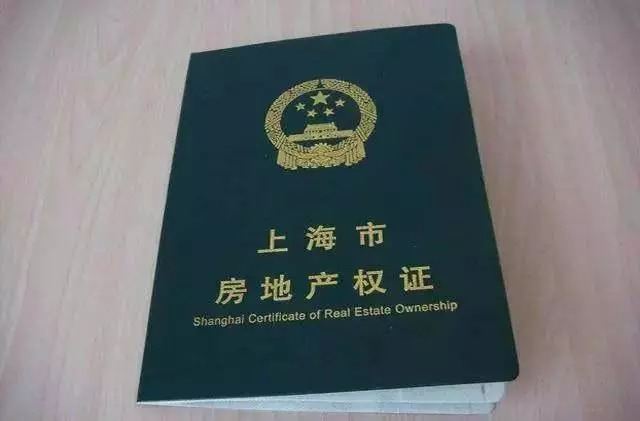 上海市
房地产权证
Shanghai Certificate of Real Estate Ownership